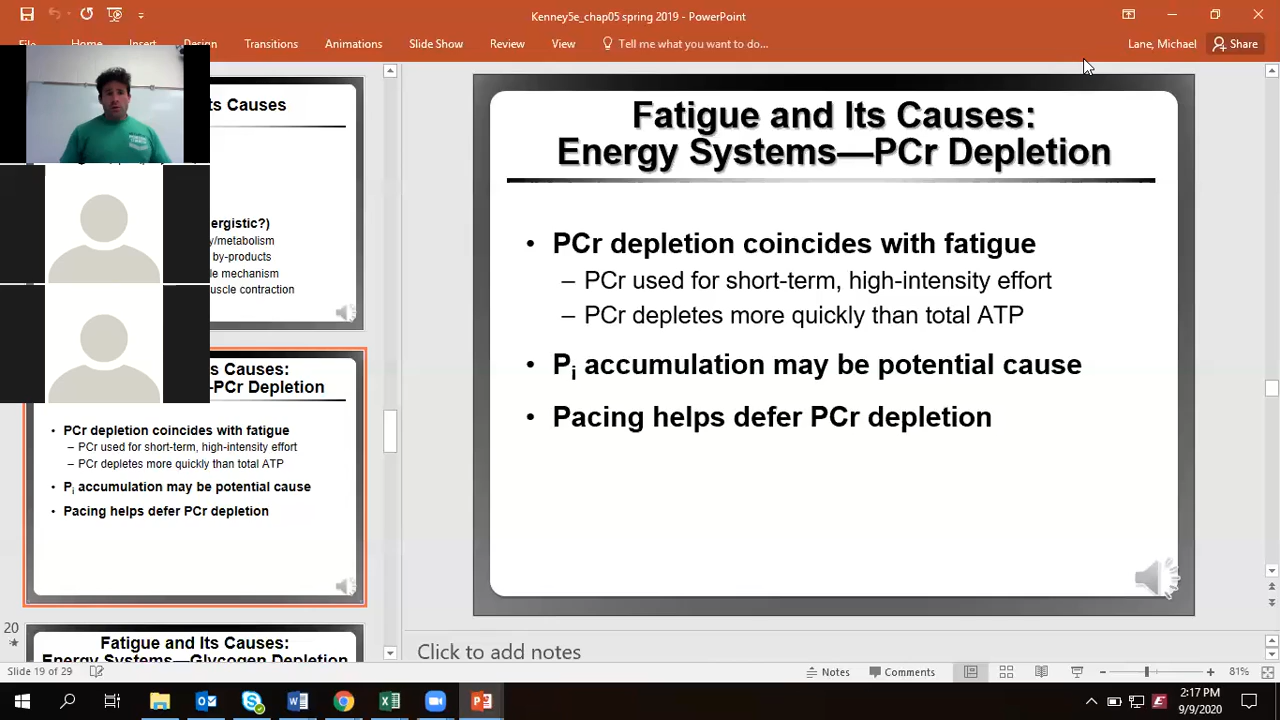 Kenney5e_chap05 spring 2019 - PowerPoint
File Home Insert Design Transitions Animations Slide Show Review View Tell me what you want to do... Lane, Michael Share
ts Causes
ergistic?)
y/metabolism
by-products
le mechanism
uscle contraction
ts Causes:
-PCr Depletion
• PCr depletion coincides with fatigue
– PCr used for short-term, high-intensity effort
– PCr depletes more quickly than total ATP
• Pi accumulation may be potential cause
• Pacing helps defer PCr depletion
20
Fatigue and Its Causes:
Energy Systems—Glycogen Depletion
Fatigue and Its Causes:
Energy Systems—PCr Depletion
• PCr depletion coincides with fatigue
– PCr used for short-term, high-intensity effort
– PCr depletes more quickly than total ATP
• Pi accumulation may be potential cause
• Pacing helps defer PCr depletion
Click to add notes
Slide 19 of 29 Notes Comments 81%
2:17 PM
9/9/2020